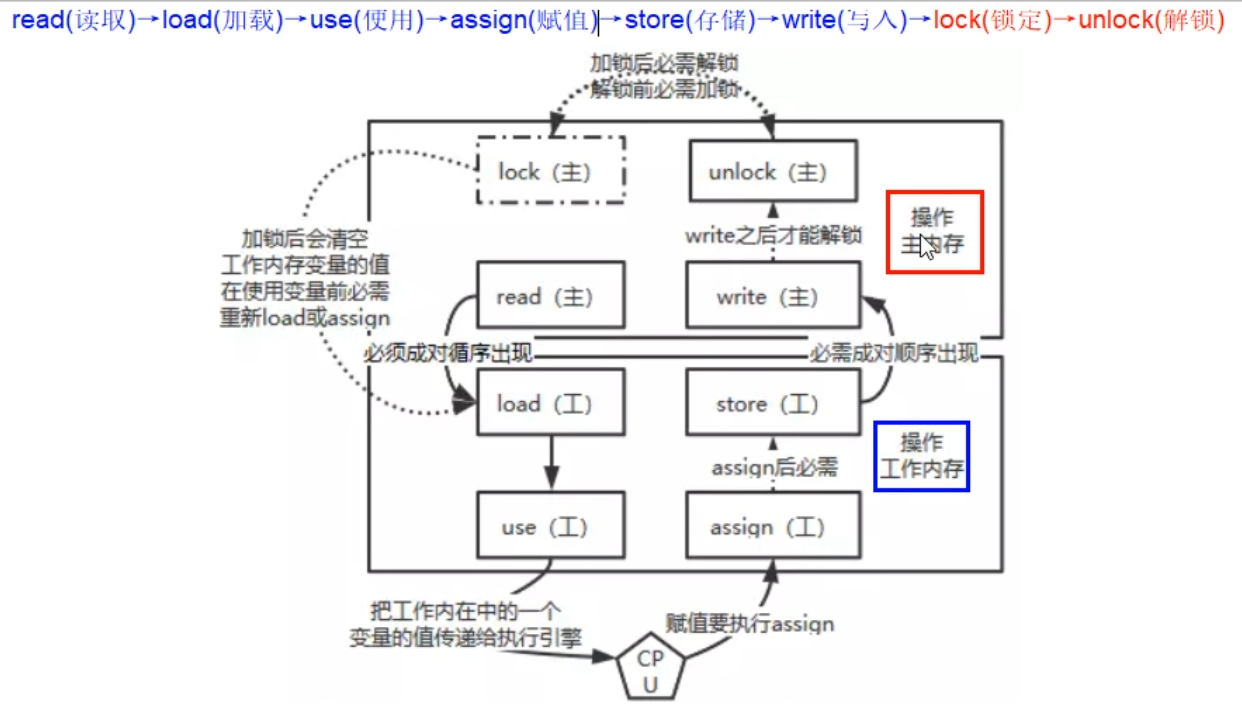 read(读取)→load(加载)→use(使用)→assign(赋值)→store(存储)→write(写入)→lock(锁定)→unlock(解锁)
加锁后必需解锁
解锁前必需加锁
lock（主）
unlock（主）
操作
主内存
加锁后会清空
工作内存变量的值
在使用变量前必需
重新load或assign
write之后才能解锁
read（主）
write（主）
必须成对循序出现
必需成对顺序出现
load（工）
store（工）
操作
工作内存
assign后必需
use（工）
assign（工）
把工作内在中的一个
变量的值传递给执行引擎
赋值要执行assign
CP
U